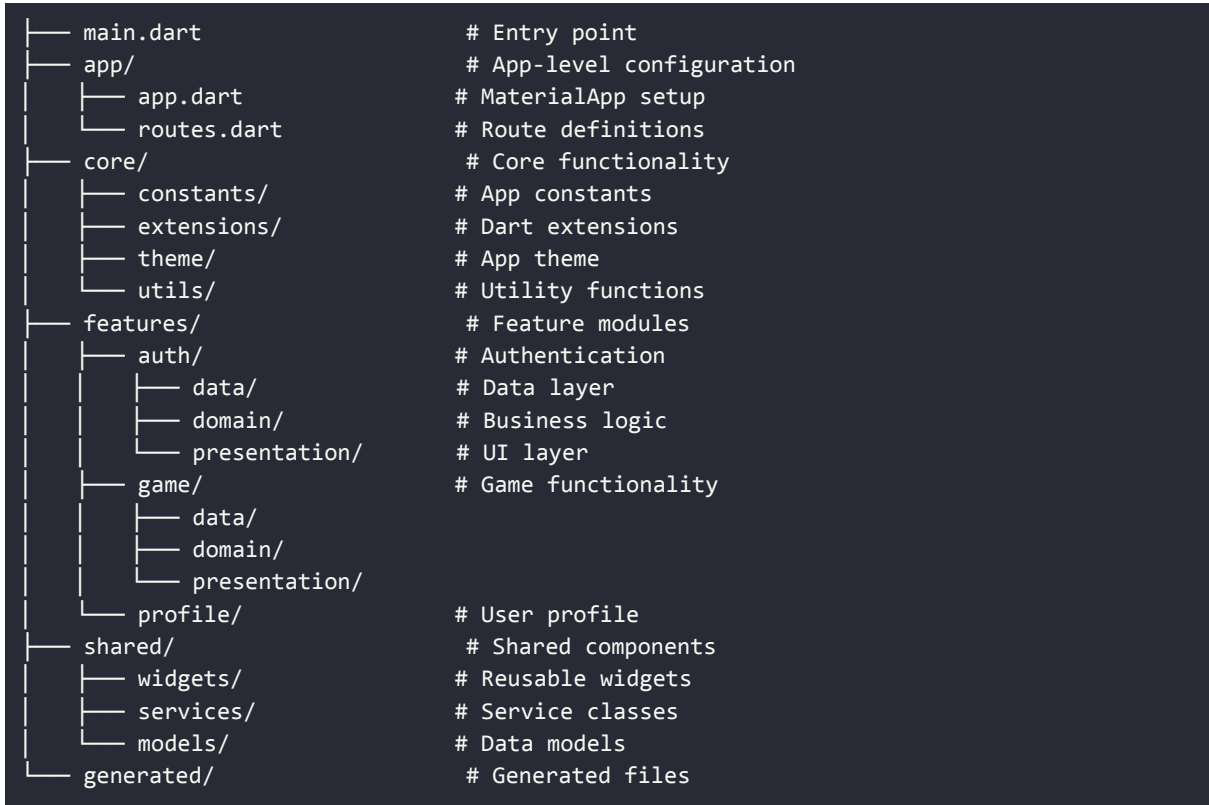 ├── main.dart # Entry point
├── app/ # App-level configuration
│ ├── app.dart # MaterialApp setup
│ └── routes.dart # Route definitions
├── core/ # Core functionality
│ ├── constants/ # App constants
│ ├── extensions/ # Dart extensions
│ ├── theme/ # App theme
│ └── utils/ # Utility functions
├── features/ # Feature modules
│ ├── auth/ # Authentication
│ │ ├── data/ # Data layer
│ │ ├── domain/ # Business logic
│ │ └── presentation/ # UI layer
│ ├── game/ # Game functionality
│ │ ├── data/
│ │ ├── domain/
│ │ └── presentation/
│ └── profile/ # User profile
├── shared/ # Shared components
│ ├── widgets/ # Reusable widgets
│ ├── services/ # Service classes
│ └── models/ # Data models
└── generated/ # Generated files